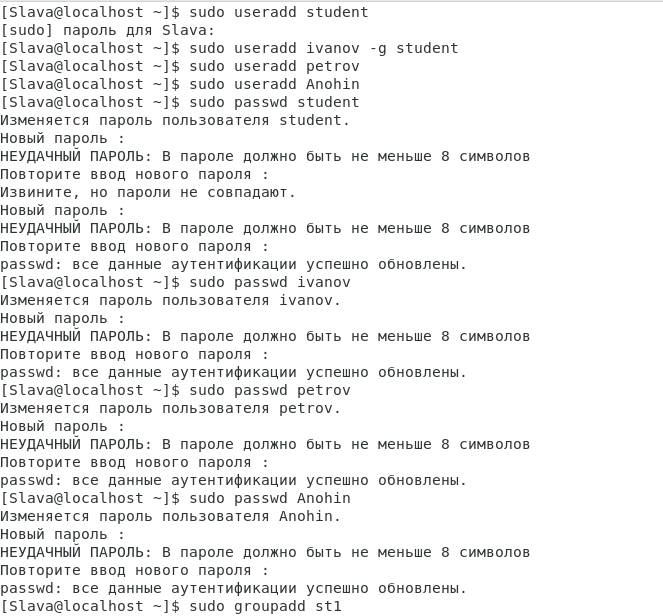 [Slava@localhost ~]$ sudo useradd student
[sudo] пароль для Slava:
[Slava@localhost ~]$ sudo useradd ivanov -g student
[Slava@localhost ~]$ sudo useradd petrov
[Slava@localhost ~]$ sudo useradd Anohin
[Slava@localhost ~]$ sudo passwd student
Изменяется пароль пользователя student.
Новый пароль :
НЕУДАЧНЫЙ ПАРОЛЬ: В пароле должно быть не меньше 8 символов
Повторите ввод нового пароля :
Извините, но пароли не совпадают.
Новый пароль :
НЕУДАЧНЫЙ ПАРОЛЬ: В пароле должно быть не меньше 8 символов
Повторите ввод нового пароля :
passwd: все данные аутентификации успешно обновлены.
[Slava@localhost ~]$ sudo passwd ivanov
Изменяется пароль пользователя ivanov.
Новый пароль :
НЕУДАЧНЫЙ ПАРОЛЬ: В пароле должно быть не меньше 8 символов
Повторите ввод нового пароля :
passwd: все данные аутентификации успешно обновлены.
[Slava@localhost ~]$ sudo passwd petrov
Изменяется пароль пользователя petrov.
Новый пароль :
НЕУДАЧНЫЙ ПАРОЛЬ: В пароле должно быть не меньше 8 символов
Повторите ввод нового пароля :
passwd: все данные аутентификации успешно обновлены.
[Slava@localhost ~]$ sudo passwd Anohin
Изменяется пароль пользователя Anohin.
Новый пароль :
НЕУДАЧНЫЙ ПАРОЛЬ: В пароле должно быть не меньше 8 символов
Повторите ввод нового пароля :
passwd: все данные аутентификации успешно обновлены.
[Slava@localhost ~]$ sudo groupadd st1